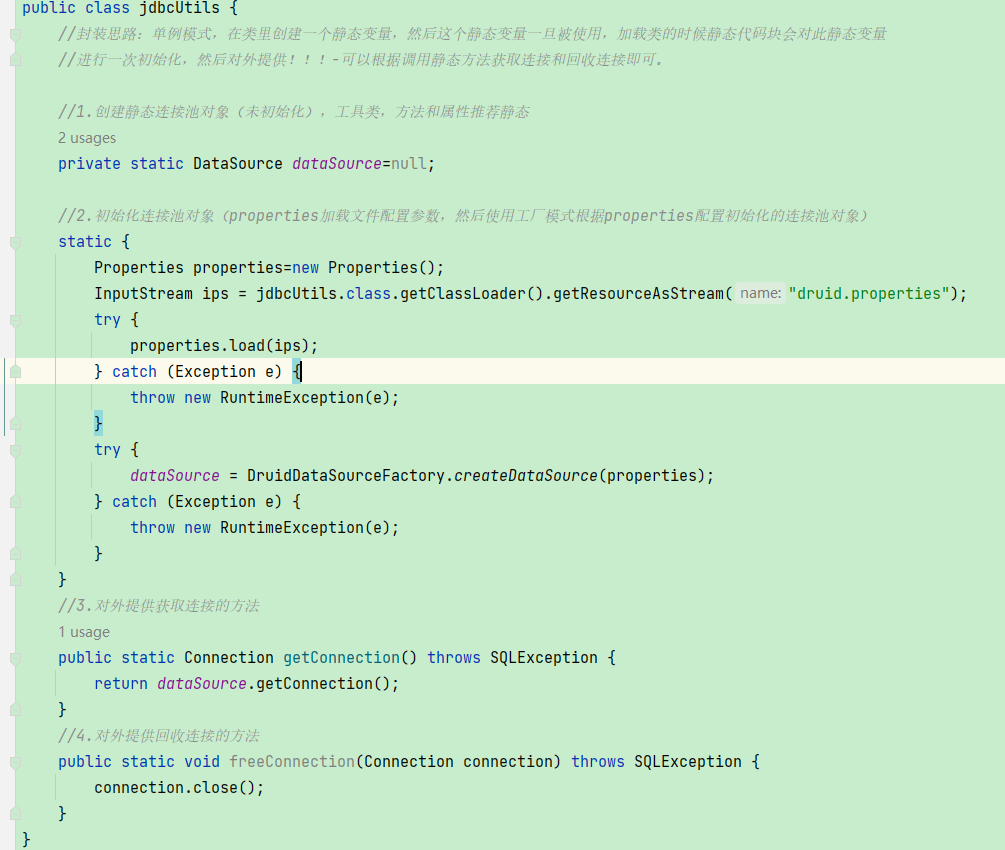 public class jdbcUtils {
//封装思路：单例模式，在类里创建一个静态变量，然后这个静态变量一旦被使用，加载类的时候静态代码块会对此静态变量
//进行一次初始化，然后对外提供！！！-可以根据调用静态方法获取连接和回收连接即可.
//1.创建静态连接池对象（未初始化），工具类，方法和属性推荐静态
2 usages
private static DataSource dataSource=null;
//2.初始化连接池对象（properties加载文件配置参数，然后使用工厂模式根据properties配置初始化的连接池对象）
static {
Properties properties=new Properties();
InputStream ips = jdbcUtils.class.getClassLoader().getResourceAsStream( name: "druid.properties");
try {
properties.load(ips);
} catch (Exception e) {
throw new RuntimeException(e);
}
try {
dataSource = DruidDataSourceFactory.createDataSource(properties);
} catch (Exception e) {
throw new RuntimeException(e);
}
}
//3.对外提供获取连接的方法
1 usage
public static Connection getConnection() throws SQLException {
return dataSource.getConnection();
}
//4.对外提供回收连接的方法
public static void freeConnection(Connection connection) throws SQLException {
connection.close();
}
}